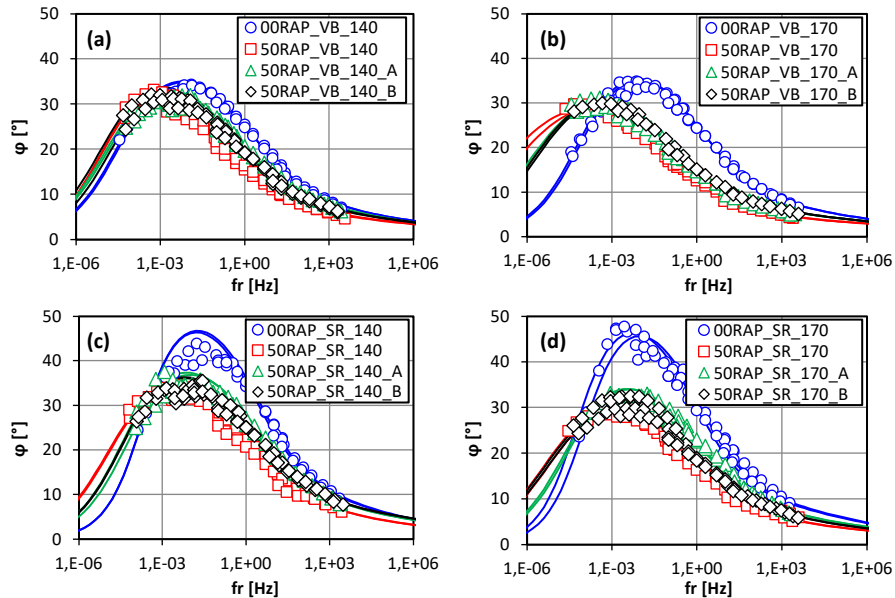 (a)
00RAP_VB_140
50RAP_VB_140
50RAP_VB_140_A
50RAP_VB_140_B
φ [°]
50
40
30
20
10
0
1,E-06 1,E-03 1,E+00 1,E+03 1,E+06
fr [Hz]
(b)
00RAP_VB_170
50RAP_VB_170
50RAP_VB_170_A
50RAP_VB_170_B
φ [°]
50
40
30
20
10
0
1,E-06 1,E-03 1,E+00 1,E+03 1,E+06
fr [Hz]
(c)
00RAP_SR_140
50RAP_SR_140
50RAP_SR_140_A
50RAP_SR_140_B
φ [°]
50
40
30
20
10
0
1,E-06 1,E-03 1,E+00 1,E+03 1,E+06
fr [Hz]
(d)
00RAP_SR_170
50RAP_SR_170
50RAP_SR_170_A
50RAP_SR_170_B
φ [°]
50
40
30
20
10
0
1,E-06 1,E-03 1,E+00 1,E+03 1,E+06
fr [Hz]